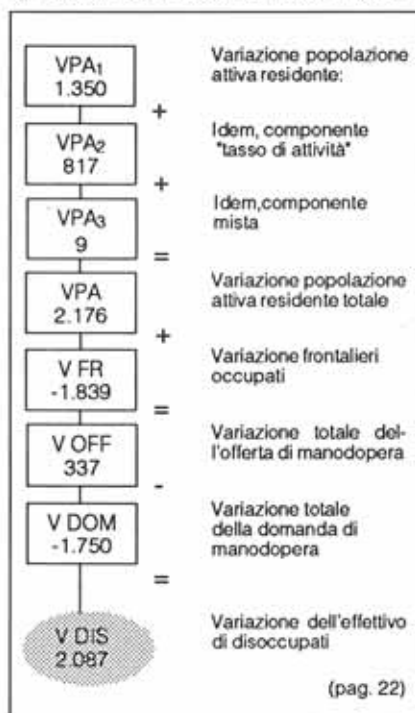 VPA1
1.350
Variazione popolazione
attiva residente:
+
VPA2
817
Idem, componente
"tasso di attività"
+
VPA3
9
Idem,componente
mista
=
VPA
2.176
Variazione popolazione
attiva residente totale
+
V FR
-1.839
Variazione frontalieri
occupati
=
V OFF
337
Variazione totale del-
l'offerta di manodopera
-
V DOM
-1.750
Variazione totale
della domanda di
manodopera
=
V DIS
2.087
Variazione dell'effettivo
di disoccupati
(pag. 22)